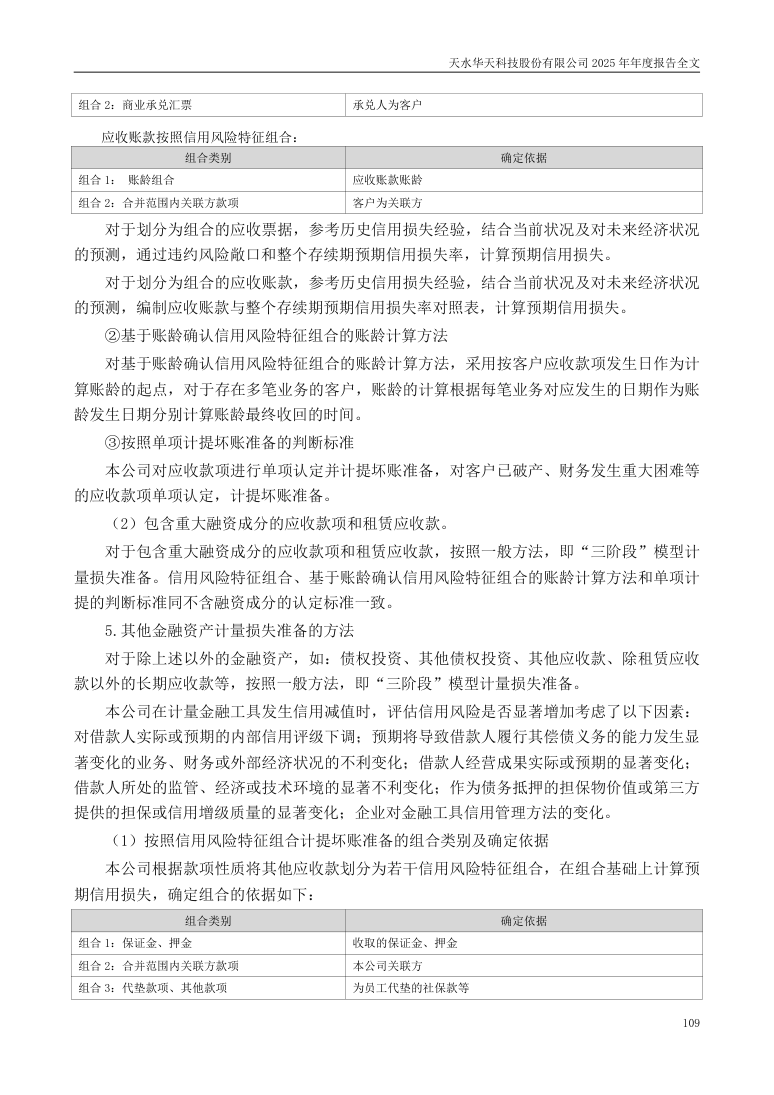 天水华天科技股份有限公司 2025 年年度报告全文
组合 2：商业承兑汇票 承兑人为客户
应收账款按照信用风险特征组合：
组合类别 确定依据
组合 1： 账龄组合 应收账款账龄
组合 2：合并范围内关联方款项 客户为关联方
对于划分为组合的应收票据，参考历史信用损失经验，结合当前状况及对未来经济状况
的预测，通过违约风险敞口和整个存续期预期信用损失率，计算预期信用损失。
对于划分为组合的应收账款，参考历史信用损失经验，结合当前状况及对未来经济状况
的预测，编制应收账款与整个存续期预期信用损失率对照表，计算预期信用损失。
②基于账龄确认信用风险特征组合的账龄计算方法
对基于账龄确认信用风险特征组合的账龄计算方法，采用按客户应收款项发生日作为计
算账龄的起点，对于存在多笔业务的客户，账龄的计算根据每笔业务对应发生的日期作为账
龄发生日期分别计算账龄最终收回的时间。
③按照单项计提坏账准备的判断标准
本公司对应收款项进行单项认定并计提坏账准备，对客户已破产、财务发生重大困难等
的应收款项单项认定，计提坏账准备。
（2）包含重大融资成分的应收款项和租赁应收款。
对于包含重大融资成分的应收款项和租赁应收款，按照一般方法，即“三阶段”模型计
量损失准备。信用风险特征组合、基于账龄确认信用风险特征组合的账龄计算方法和单项计
提的判断标准同不含融资成分的认定标准一致。
5.其他金融资产计量损失准备的方法
对于除上述以外的金融资产，如：债权投资、其他债权投资、其他应收款、除租赁应收
款以外的长期应收款等，按照一般方法，即“三阶段”模型计量损失准备。
本公司在计量金融工具发生信用减值时，评估信用风险是否显著增加考虑了以下因素：
对借款人实际或预期的内部信用评级下调；预期将导致借款人履行其偿债义务的能力发生显
著变化的业务、财务或外部经济状况的不利变化；借款人经营成果实际或预期的显著变化；
借款人所处的监管、经济或技术环境的显著不利变化；作为债务抵押的担保物价值或第三方
提供的担保或信用增级质量的显著变化；企业对金融工具信用管理方法的变化。
（1）按照信用风险特征组合计提坏账准备的组合类别及确定依据
本公司根据款项性质将其他应收款划分为若干信用风险特征组合，在组合基础上计算预
期信用损失，确定组合的依据如下：
组合类别 确定依据
组合 1：保证金、押金 收取的保证金、押金
组合 2：合并范围内关联方款项 本公司关联方
组合 3：代垫款项、其他款项 为员工代垫的社保款等
109